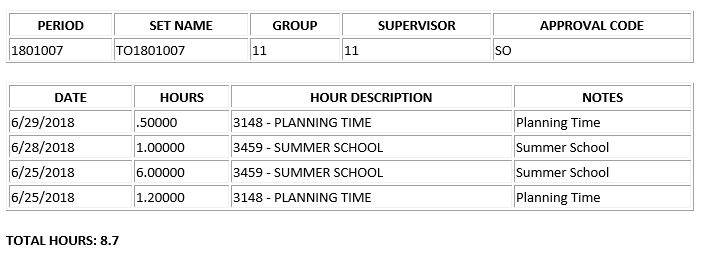 PERIOD SET NAME GROUP SUPERVISOR APPROVAL CODE
1801007 TO1801007 11 11 SO
DATE HOURS HOUR DESCRIPTION NOTES
6/29/2018 .50000 3148 - PLANNING TIME Planning Time
6/28/2018 1.00000 3459 - SUMMER SCHOOL Summer School
6/25/2018 6.00000 3459 - SUMMER SCHOOL Summer School
6/25/2018 1.20000 3148 - PLANNING TIME Planning Time
TOTAL HOURS: 8.7